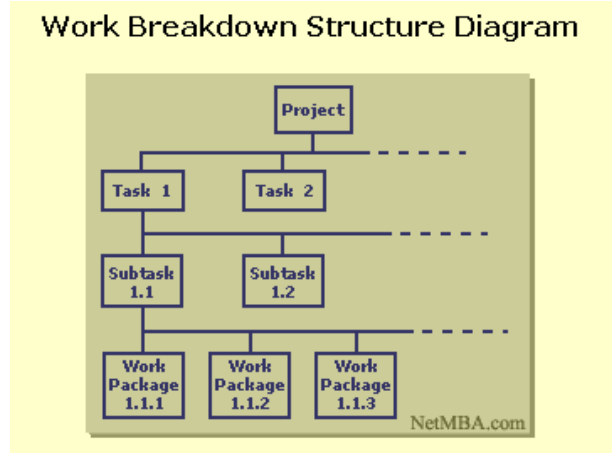 Work Breakdown Structure Diagram
Project
Task 1
Task 2
Subtask
1.1
Subtask
1.2
Work
Package
1.1.1
Work
Package
1.1.2
Work
Package
1.1.3
NetMBA.com